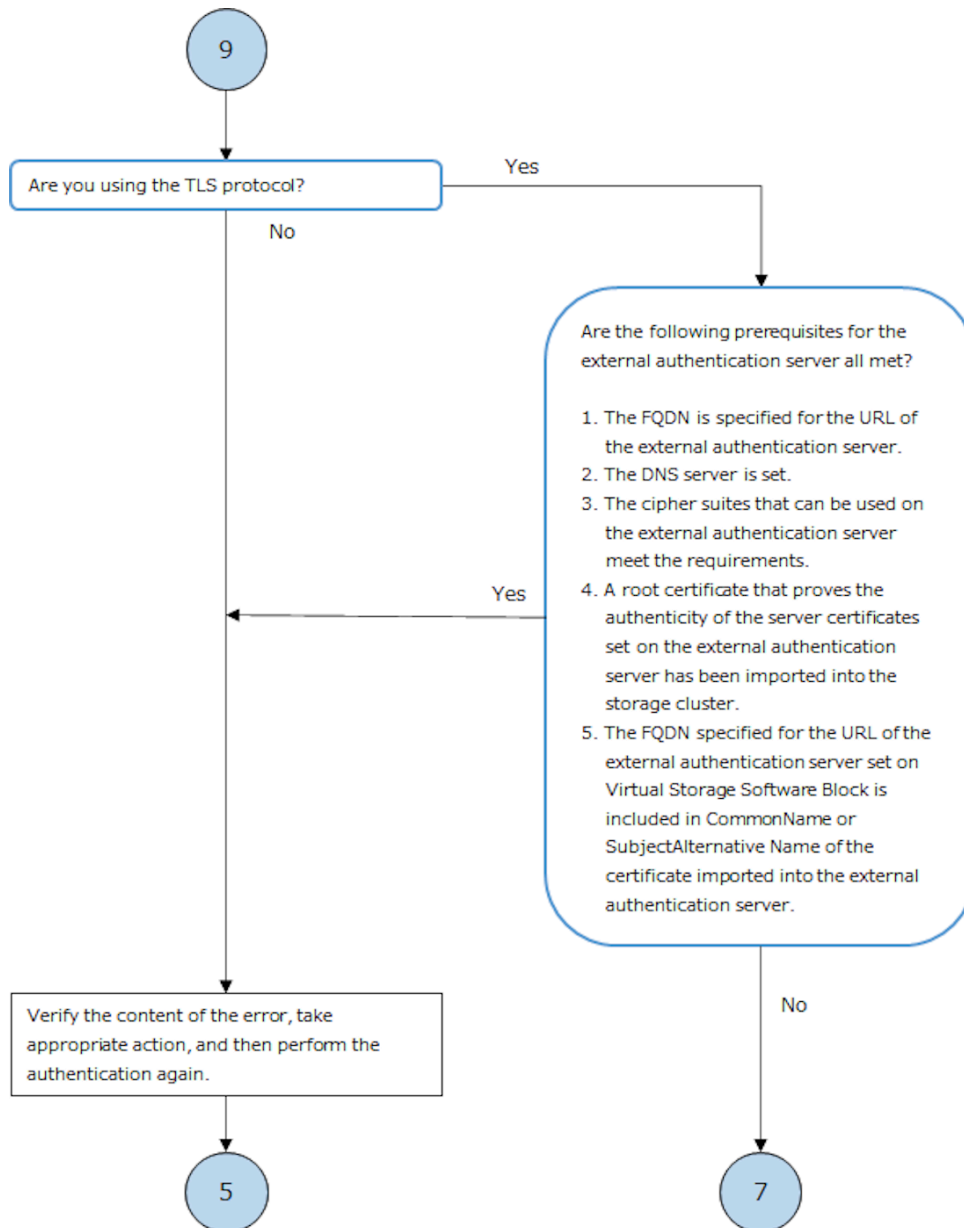 9
Are you using the TLS protocol?
Yes
No
Are the following prerequisites for the
external authentication server all met?
1. The FQDN is specified for the URL of
the external authentication server.
2. The DNS server is set.
3. The cipher suites that can be used on
the external authentication server
meet the requirements.
4. A root certificate that proves the
authenticity of the server certificates
set on the external authentication
server has been imported into the
storage cluster.
5. The FQDN specified for the URL of the
external authentication server set on
Virtual Storage Software Block is
included in CommonName or
SubjectAlternative Name of the
certificate imported into the external
authentication server.
Yes
No
Verify the content of the error, take
appropriate action, and then perform the
authentication again.
5
7